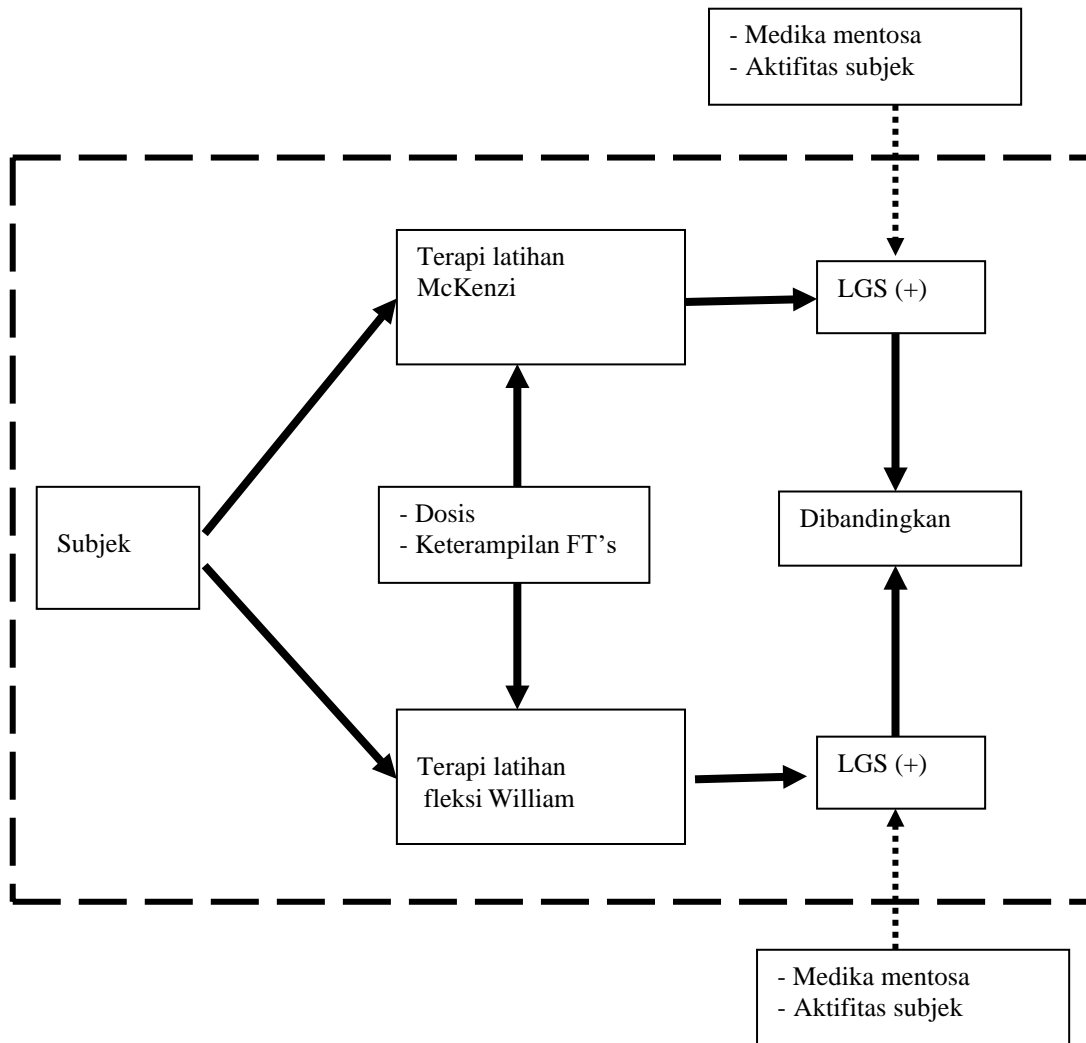 - Medika mentosa
- Aktifitas subjek
Terapi latihan
McKenzi
LGS (+)
Subjek
- Dosis
- Keterampilan FT’s
Dibandingkan
Terapi latihan
fleksi William
LGS (+)
- Medika mentosa
- Aktifitas subjek